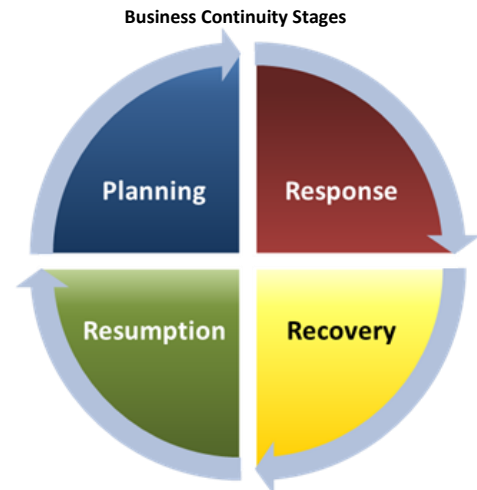 Business Continuity Stages
Planning
Response
Resumption
Recovery